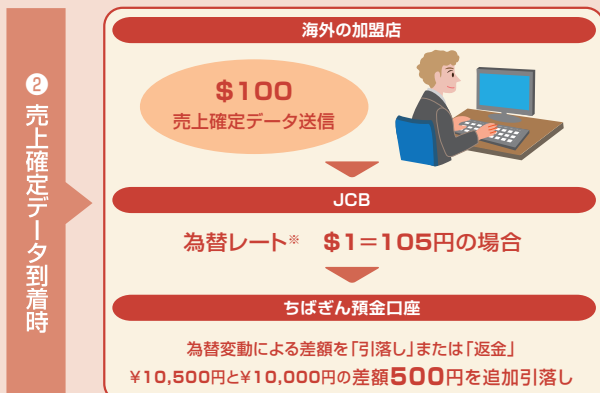 ❷ 売上確定データ到着時
海外の加盟店
$100
売上確定データ送信
JCB
為替レート※ $1＝105円の場合
ちばぎん預金口座
為替変動による差額を「引落し」または「返金」
¥10,500円と¥10,000円の差額500円を追加引落し